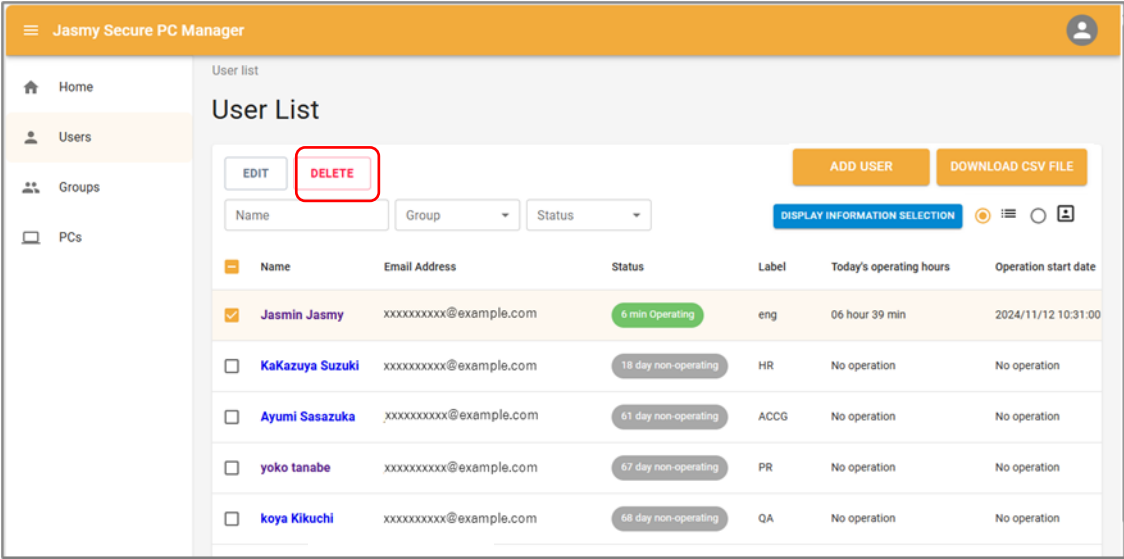 Jasmy Secure PC Manager
Home
Users
Groups
PCs
User list
User List
EDIT DELETE ADD USER DOWNLOAD CSV FILE
Name Group Status DISPLAY INFORMATION SELECTION
Name Email Address Status Label Today's operating hours Operation start date
Jasmin Jasmy xxxxxxxxxx@example.com 6 min Operating eng 06 hour 39 min 2024/11/12 10:31:00
KaKazuya Suzuki xxxxxxxxxx@example.com 18 day non-operating HR No operation No operation
Ayumi Sasazuka xxxxxxxxxx@example.com 61 day non-operating ACCG No operation No operation
yoko tanabe xxxxxxxxxx@example.com 67 day non-operating PR No operation No operation
koya Kikuchi xxxxxxxxxx@example.com 68 day non-operating QA No operation No operation